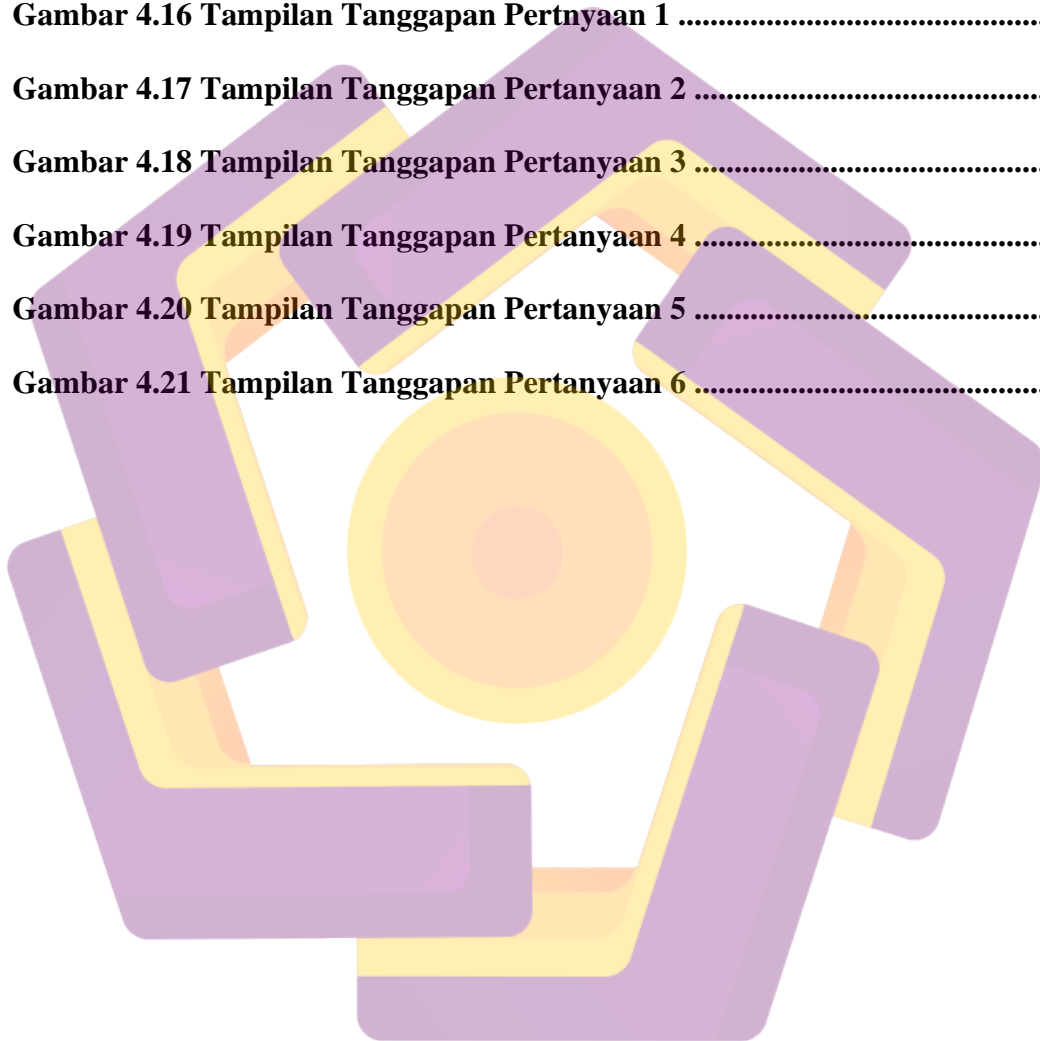 Gambar 4.16 Tampilan Tanggapan Pertnyaan 1 ......................................
Gambar 4.17 Tampilan Tanggapan Pertanyaan 2 ....................................
Gambar 4.18 Tampilan Tanggapan Pertanyaan 3 ....................................
Gambar 4.19 Tampilan Tanggapan Pertanyaan 4 ....................................
Gambar 4.20 Tampilan Tanggapan Pertanyaan 5 ....................................
Gambar 4.21 Tampilan Tanggapan Pertanyaan 6 ....................................